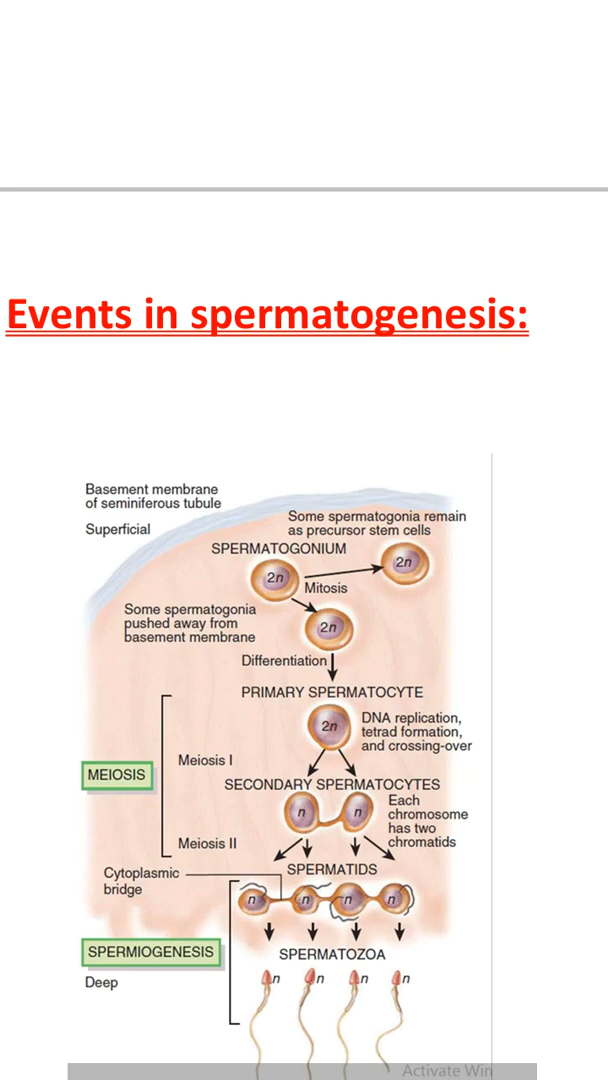 Events in spermatogenesis:
Basement membrane
of seminiferous tubule
Superficial
Some spermatogonia remain
as precursor stem cells
SPERMATOGONIUM
2n
2n
Mitosis
Some spermatogonia
pushed away from
basement membrane
2n
Differentiation
PRIMARY SPERMATOCYTE
2n
DNA replication,
tetrad formation,
and crossing-over
Meiosis I
MEIOSIS
SECONDARY SPERMATOCYTES
n
n
Each
chromosome
has two
chromatids
Meiosis II
SPERMATIDS
Cytoplasmic
bridge
n
n
n
n
SPERMIOGENESIS
SPERMATOZOA
Deep
n
n
n
n
Activate Win